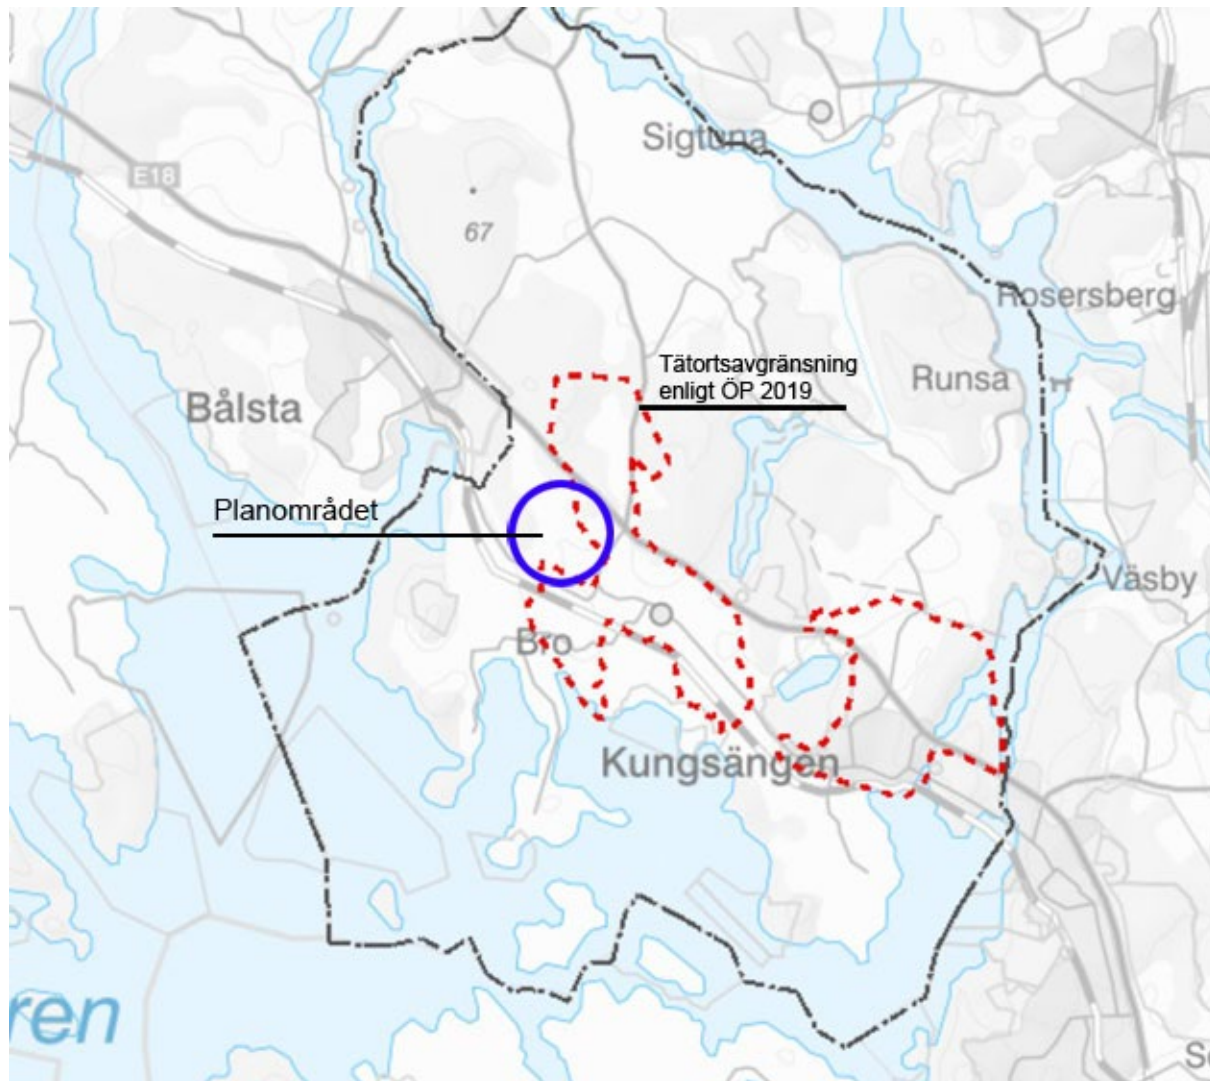 Sigtuna
E18
67
Rosersberg
Tätortsavgränsning
enligt ÖP 2019
Runsa
Bålsta
Planområdet
Väsby
Bro
Kungsängen
ren